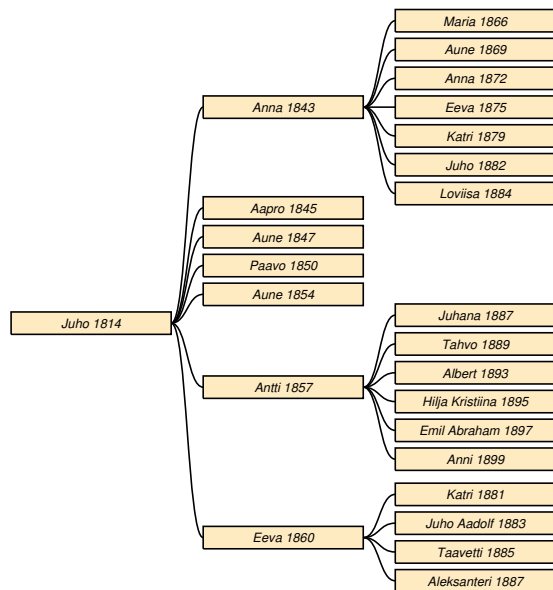 Maria 1866
Aune 1869
Anna 1872
Anna 1843
Eeva 1875
Katri 1879
Juho 1882
Loviisa 1884
Aapro 1845
Aune 1847
Paavo 1850
Aune 1854
Juho 1814
Juhana 1887
Tahvo 1889
Albert 1893
Antti 1857
Hilja Kristiina 1895
Emil Abraham 1897
Anni 1899
Katri 1881
Juho Aadolf 1883
Eeva 1860
Taavetti 1885
Aleksanteri 1887